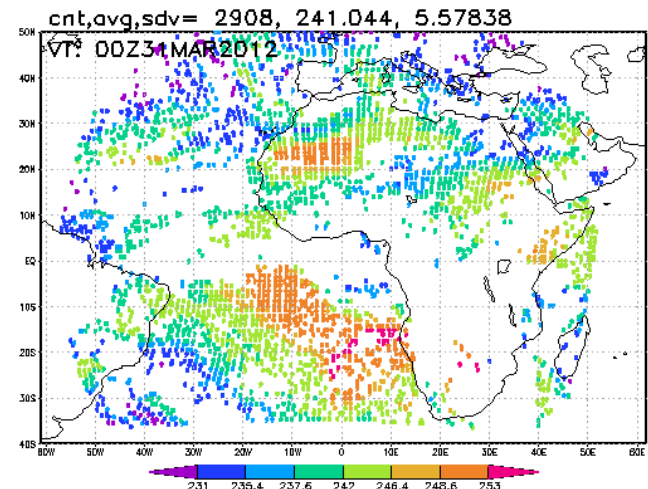 cnt,avg,sdv= 2908, 241.044, 5.57838
VT: 00Z31MAR2012
50N
40N
30N
20N
10N
EQ
10S
20S
30S
40S
60W 50W 40W 30W 20W 10W 0 10E 20E 30E 40E 50E 60E
231 235.4 237.6 242 246.4 248.6 253